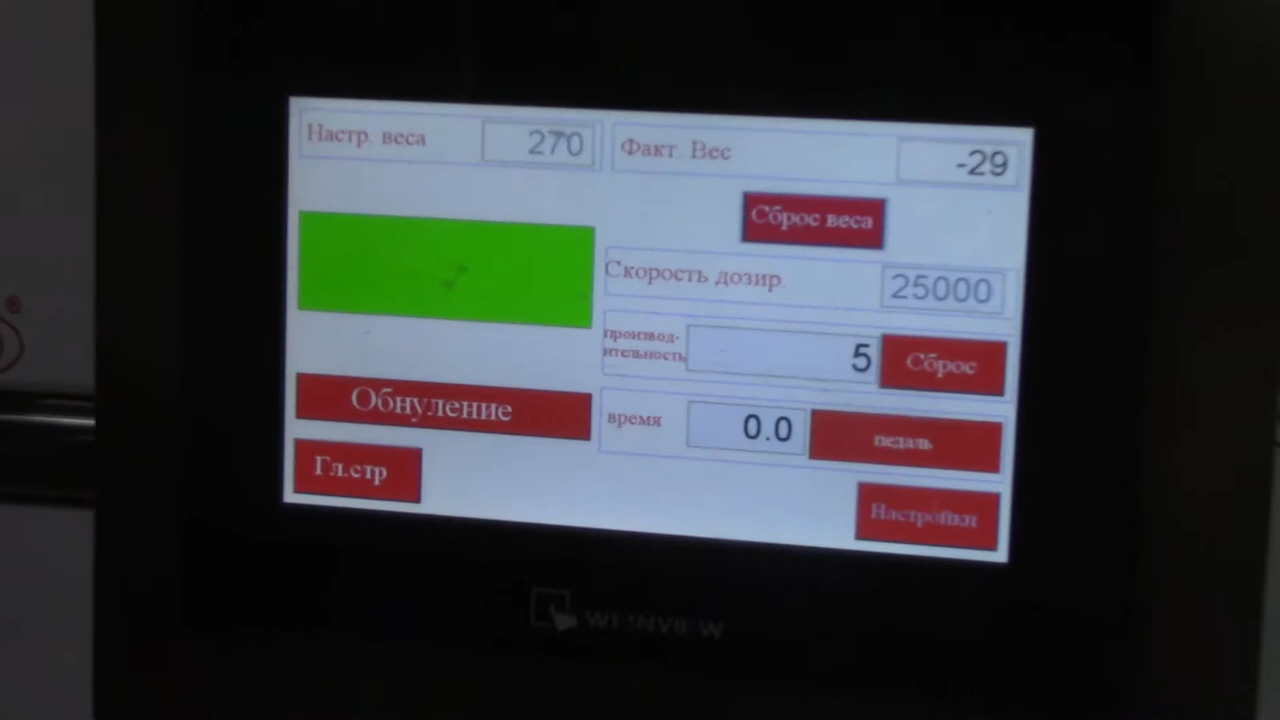 Настр. веса 270
Факт. Вес -29
Сброс веса
Скорость дозир. 25000
производ-
ительность 5 Сброс
Обнуление
время 0.0 педаль
Гл.стр
Настройки
WEINVIEW
®